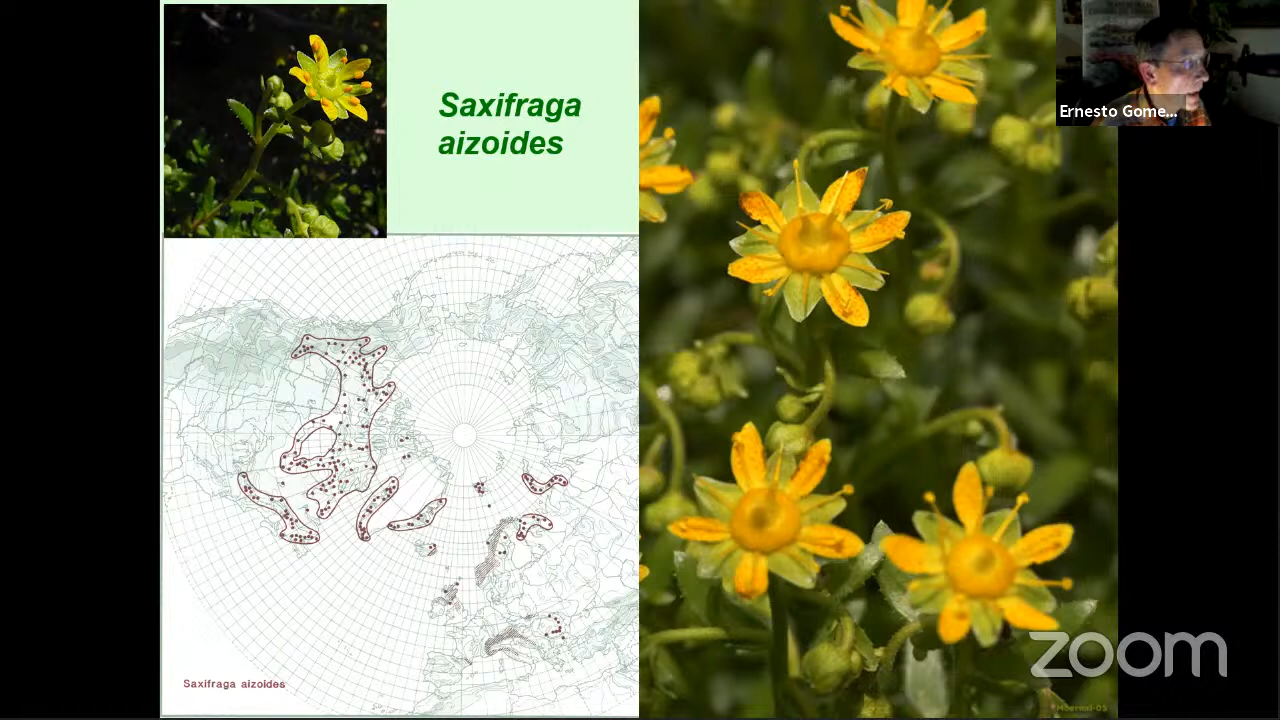 Saxifraga
aizoides
Ernesto Gome...
Saxifraga aizoides
zoom